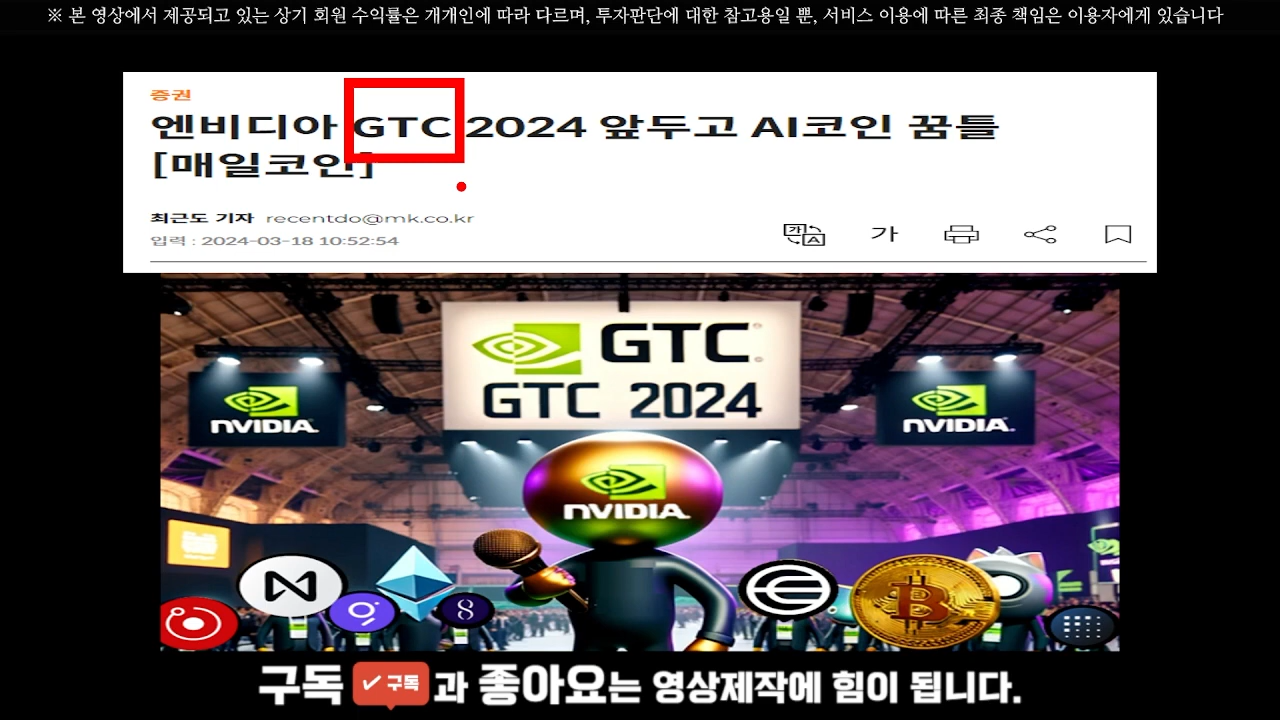 ※ 본 영상에서 제공되고 있는 상기 회원 수익률은 개개인에 따라 다르며, 투자판단에 대한 참고용일 뿐, 서비스 이용에 따른 최종 책임은 이용자에게 있습니다
증권
엔비디아 GTC 2024 앞두고 AI코인 꿈틀
[매일코인]
최근도 기자 recentdo@mk.co.kr
입력 : 2024-03-18 10:52:54
가 A
가
GTC
GTC 2024
NVIDIA.
NVIDIA.
NVIDIA.
구독 ✓구독 과 좋아요는 영상제작에 힘이 됩니다.